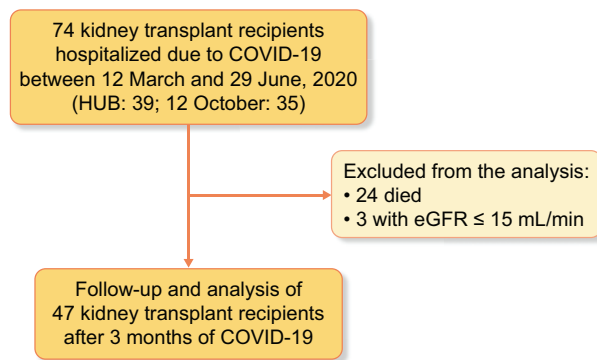 74 kidney transplant recipients
hospitalized due to COVID-19
between 12 March and 29 June, 2020
(HUB: 39; 12 October: 35)
Excluded from the analysis:
• 24 died
• 3 with eGFR ≤ 15 mL/min
Follow-up and analysis of
47 kidney transplant recipients
after 3 months of COVID-19